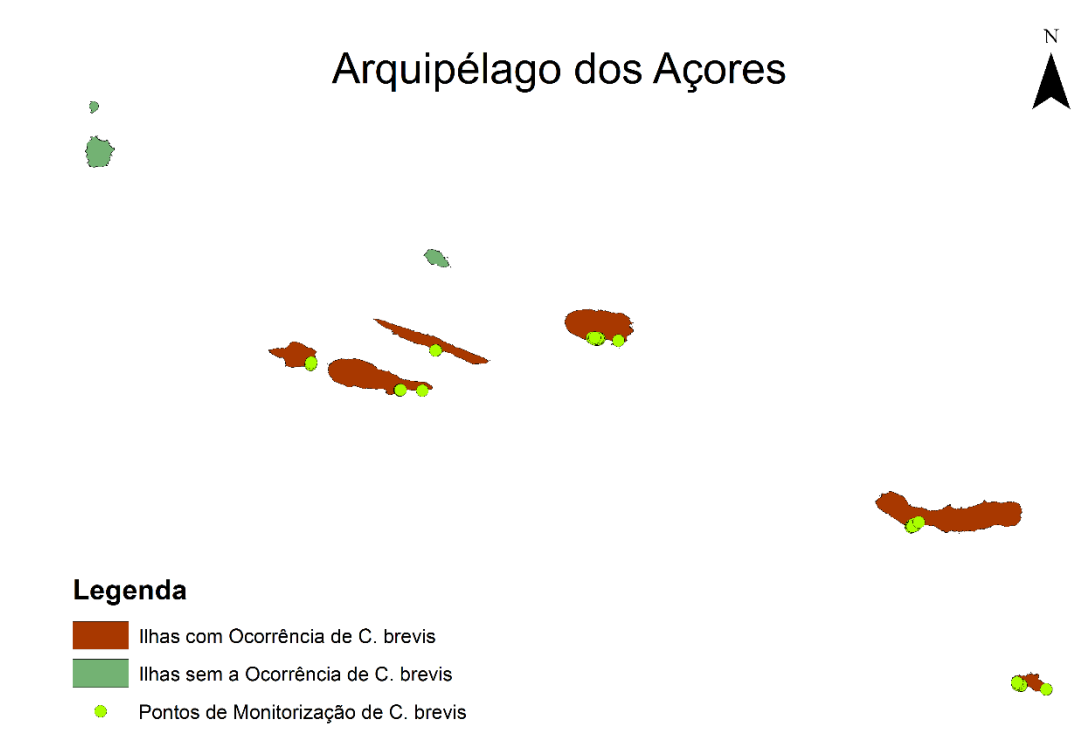 N
Arquipélago dos Açores
Legenda
Ilhas com Ocorrência de C. brevis
Ilhas sem a Ocorrência de C. brevis
Pontos de Monitorização de C. brevis